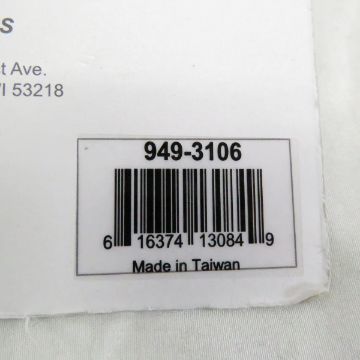 s
t Ave.
I 53218
949-3106
6 16374 13084 9
Made in Taiwan